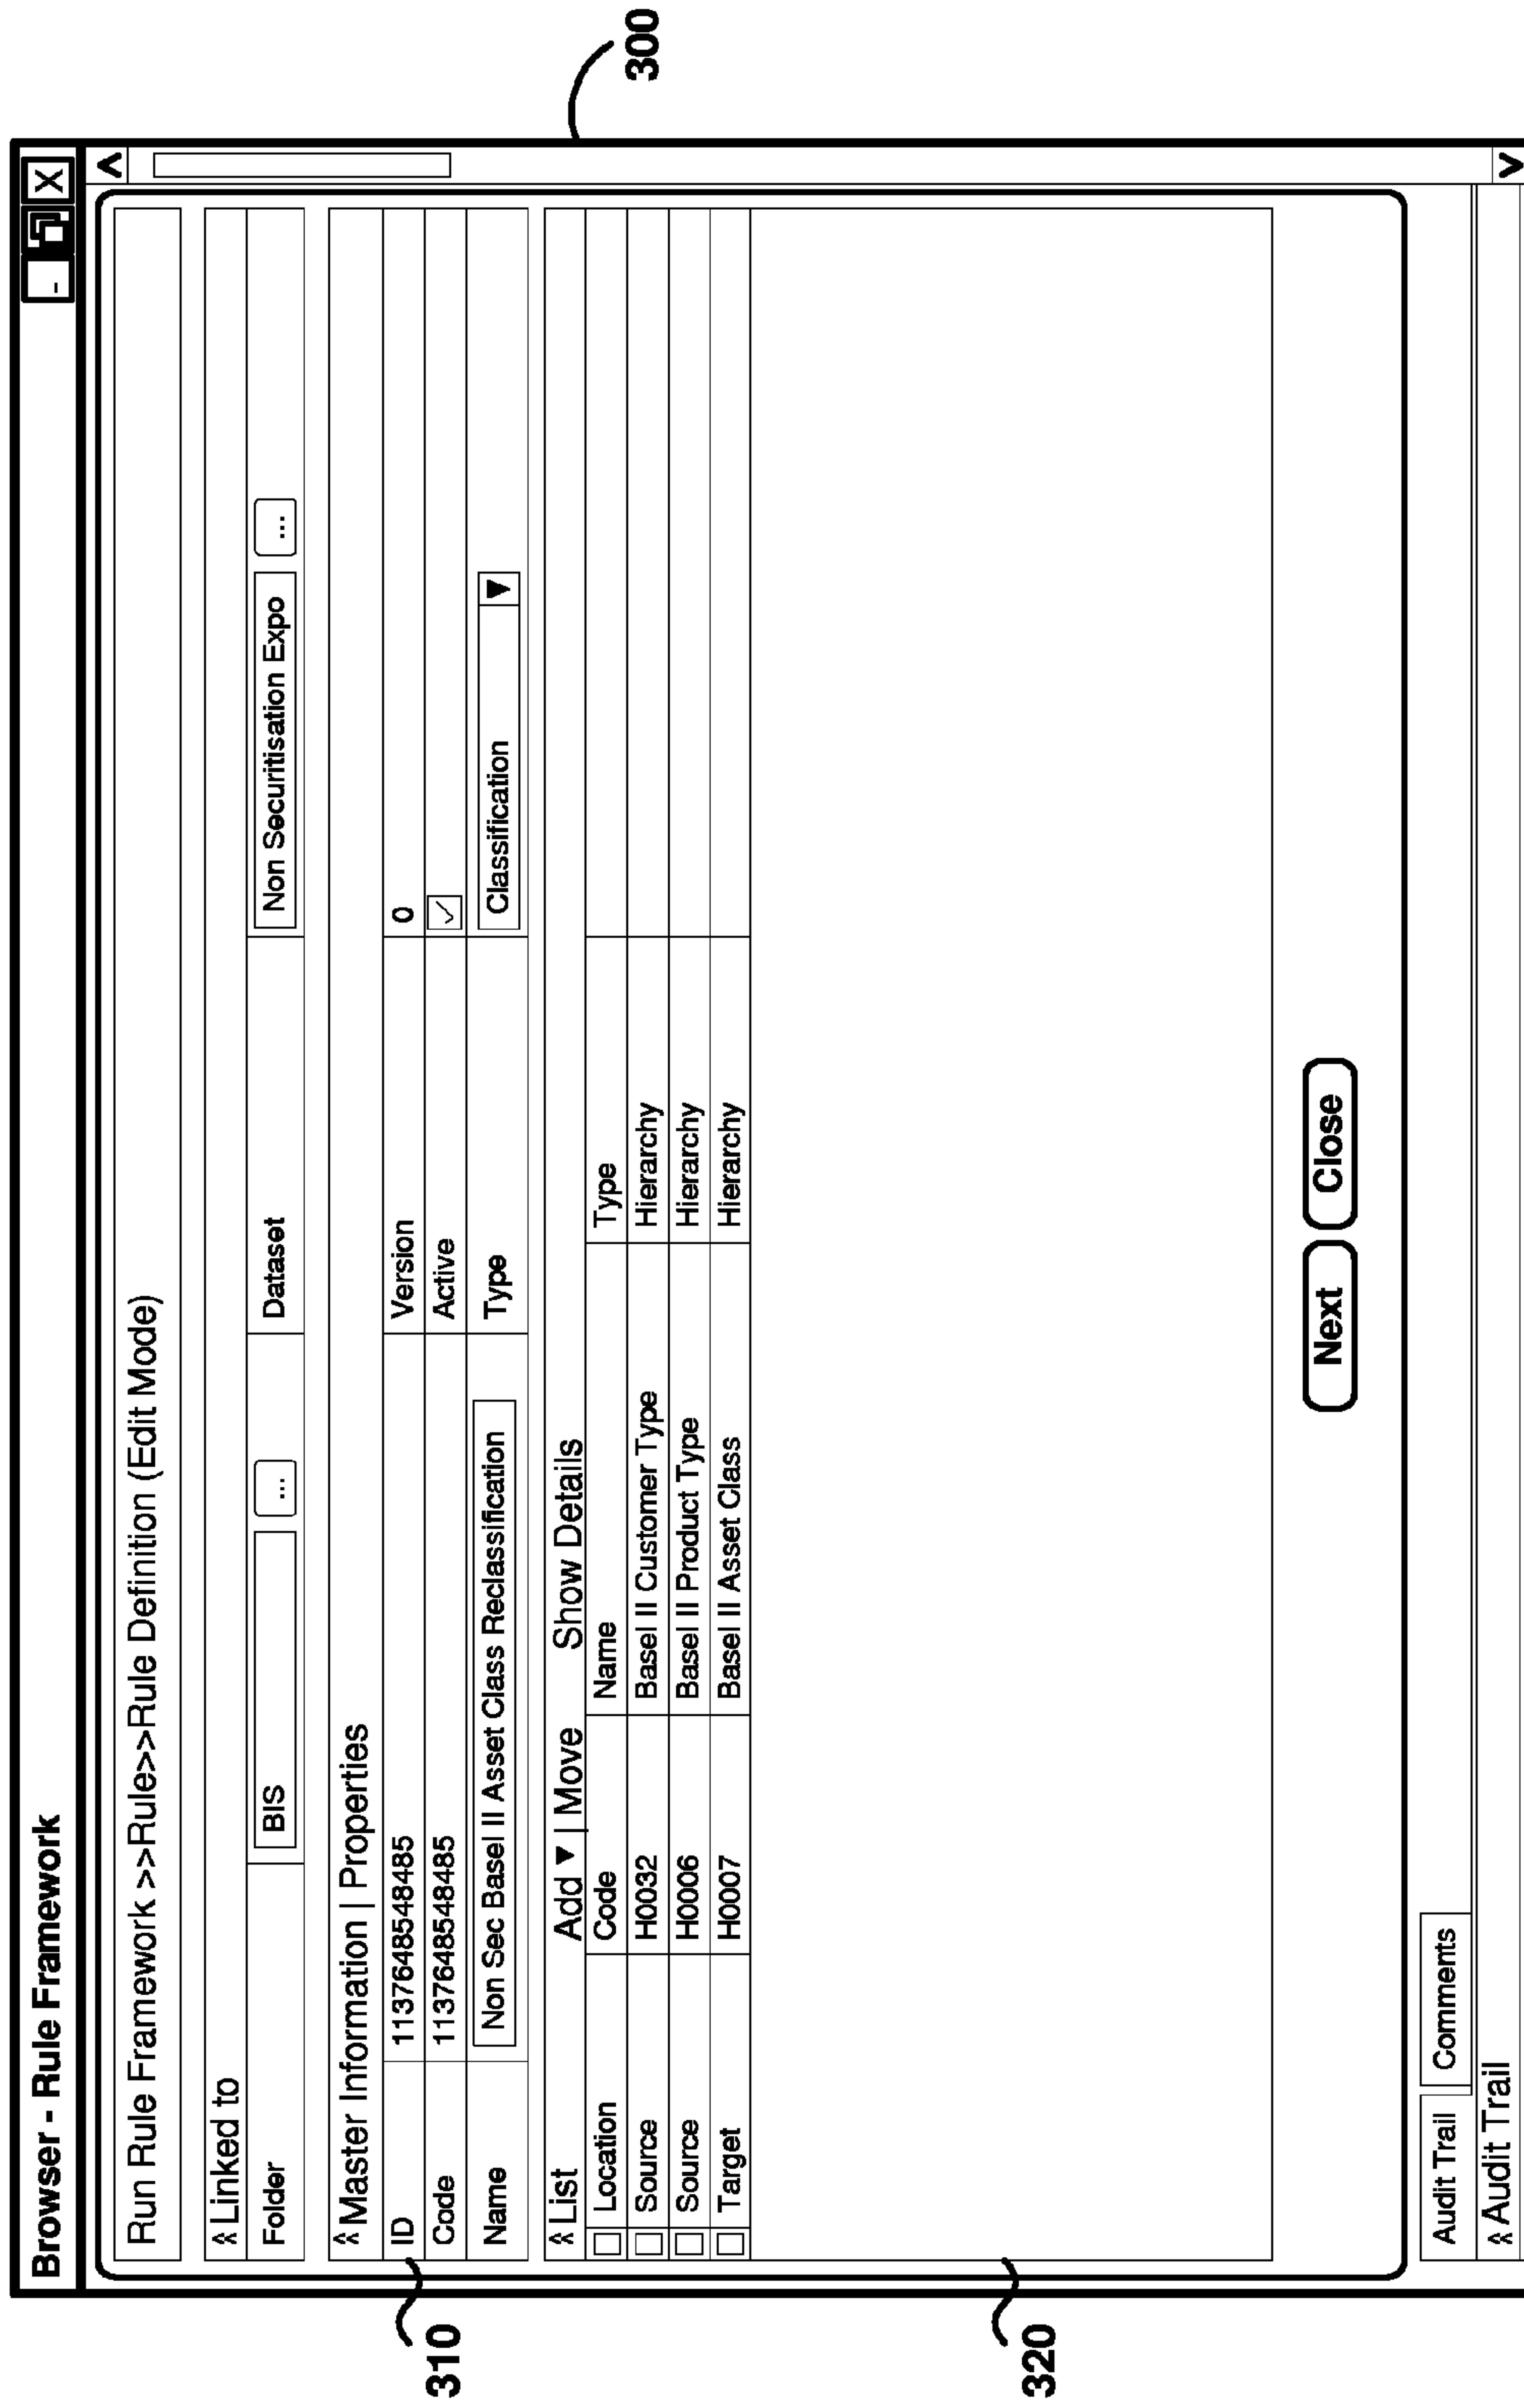 Browser - Rule Framework
- X
Run Rule Framework >>Rule>>Rule Definition (Edit Mode)
Linked to
Folder BIS ... Dataset Non Securitisation Expo ...
Master Information | Properties
ID 1137648548485 Version 0
Code 1137648548485 Active
Name Non Sec Basel II Asset Class Reclassification Type Classification
List Add | Move Show Details
Location Code Name Type
Source H0032 Basel II Customer Type Hierarchy
Source H0006 Basel II Product Type Hierarchy
Target H0007 Basel II Asset Class Hierarchy
Next Close
Audit Trail Comments
Audit Trail
300
310
320